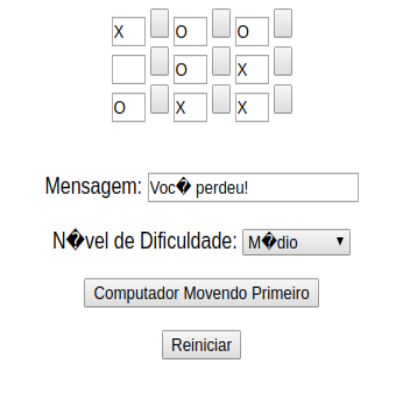 X O O
O X
O X X
Mensagem: Voc� perdeu!
N�vel de Dificuldade: M�dio
Computador Movendo Primeiro
Reiniciar